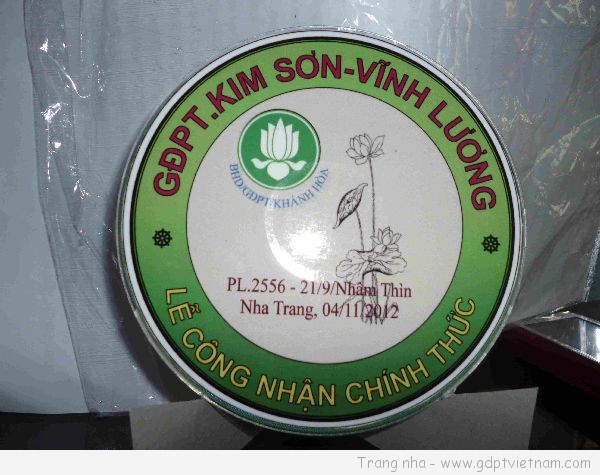 GĐPT.KIM SƠN-VĨNH LƯƠNG
BHD/GĐPT/KHÁNH HÒA
PL.2556 - 21/9/Nhâm Thìn
Nha Trang, 04/11/2012
LỄ CÔNG NHẬN CHÍNH THỨC
Trang nha - www.gdptvietnam.com